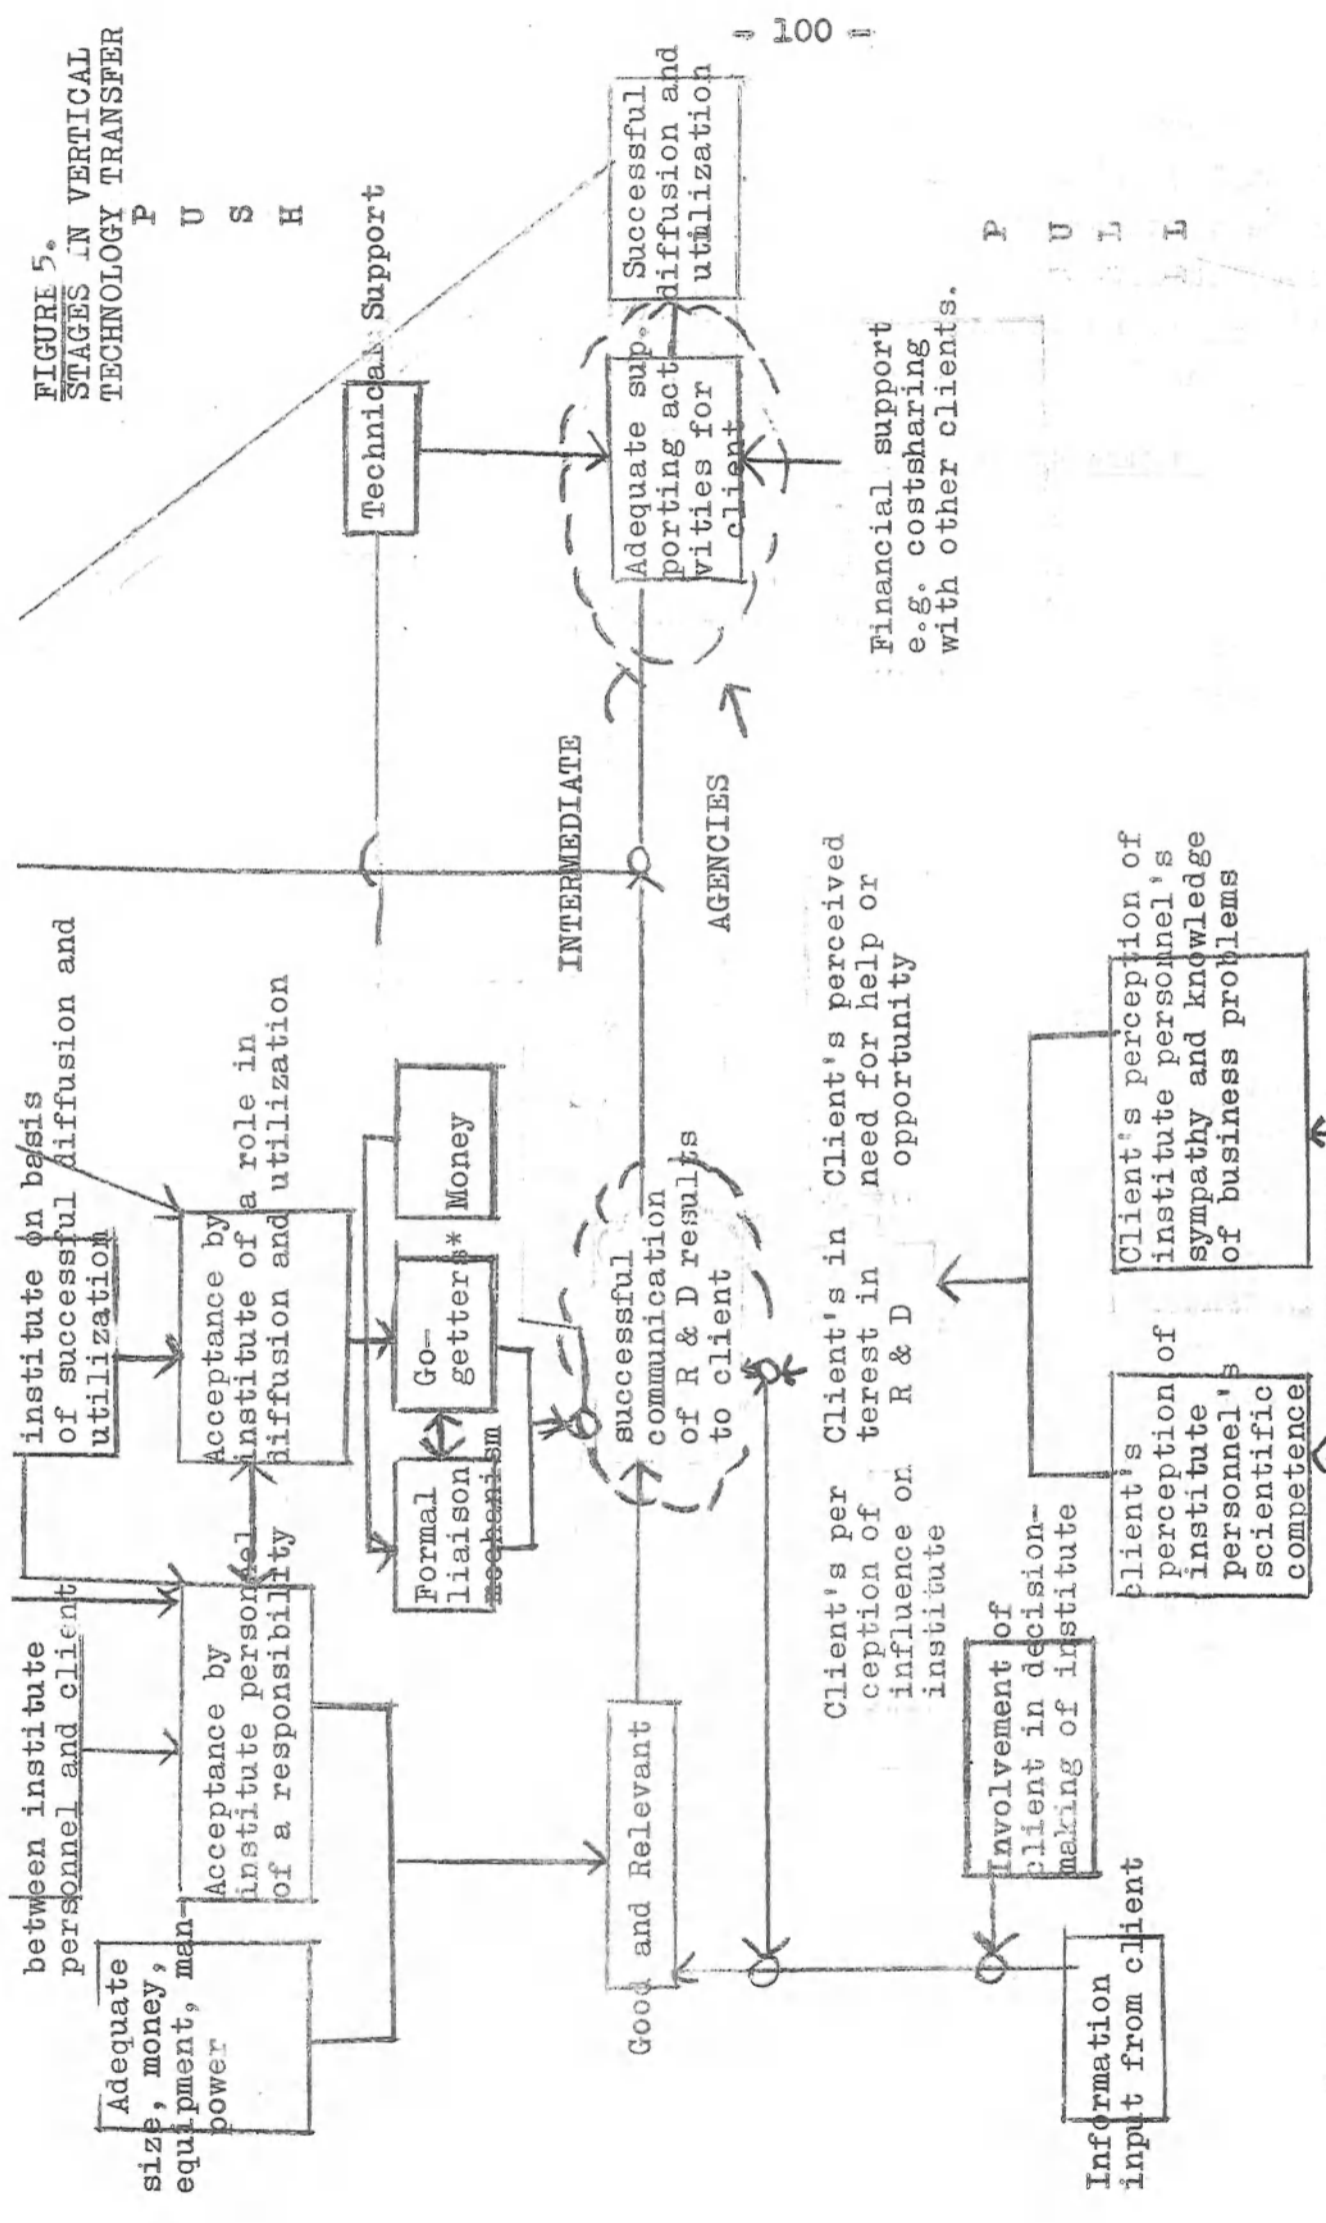 - 100 -
FIGURE 5.
STAGES IN VERTICAL
TECHNOLOGY TRANSFER
P
U
S
H
between institute
personnel and client
institute on basis
of successful diffusion and
utilization
Adequate
size, money,
equipment, man-
power
Acceptance by
institute personnel
of a responsibility
Acceptance by
institute of a role in
diffusion and utilization
Formal
liaison
mechanism
Go-
getters*
Money
Technical Support
INTERMEDIATE
AGENCIES
Good and Relevant
successful
communication
of R & D results
to client
Adequate sup.
porting acti
vities for
client
Successful
diffusion and
utilization
Client's per
ception of
influence on
institute
Client's in
terest in
R & D
Client's perceived
need for help or
opportunity
Financial support
e.g. costsharing
with other clients.
P
U
L
L
Involvement of
client in decision-
making of institute
Information
input from client
client's
perception of
institute
personnel's
scientific
competence
Client's perception of
institute personnel's
sympathy and knowledge
of business problems